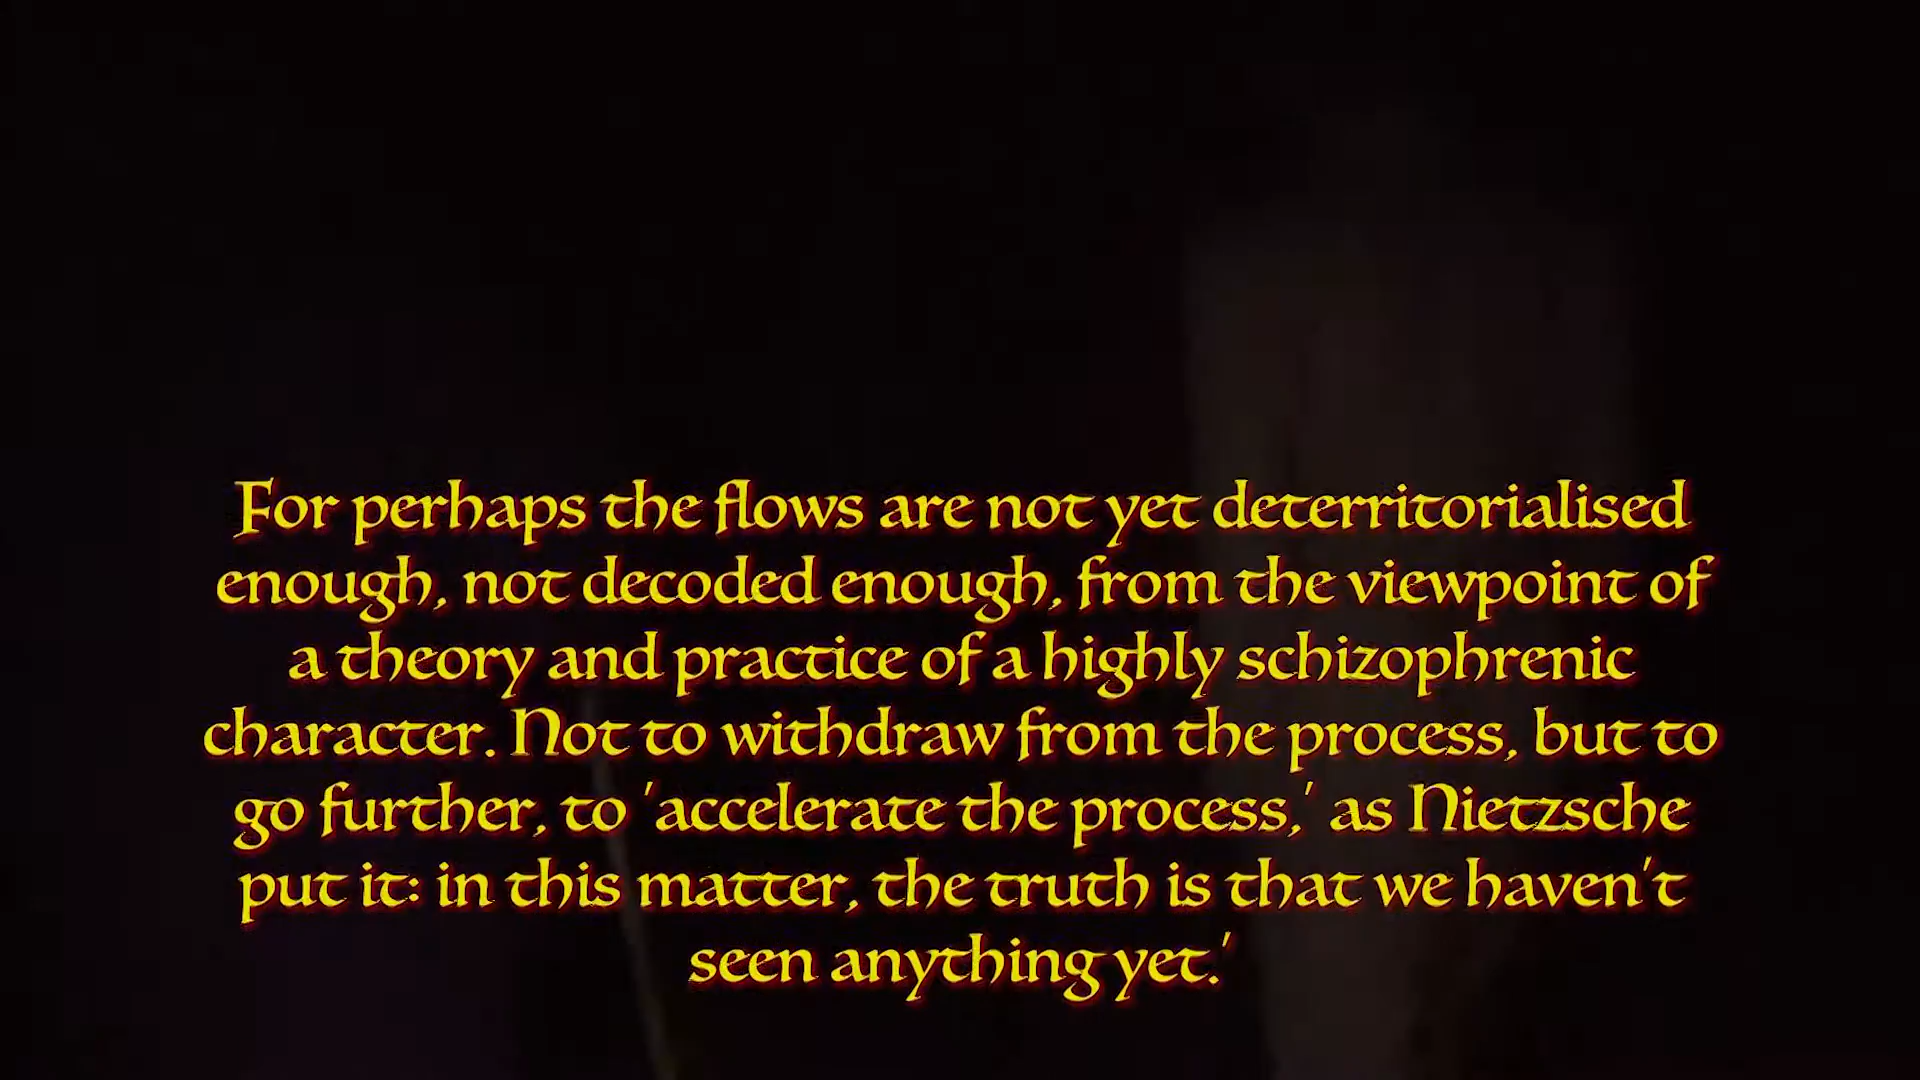 For perhaps the flows are not yet deterritorialised
enough, not decoded enough, from the viewpoint of
a theory and practice of a highly schizophrenic
character. Not to withdraw from the process, but to
go further, to 'accelerate the process,' as Nietzsche
put it: in this matter, the truth is that we haven't
seen anything yet.'